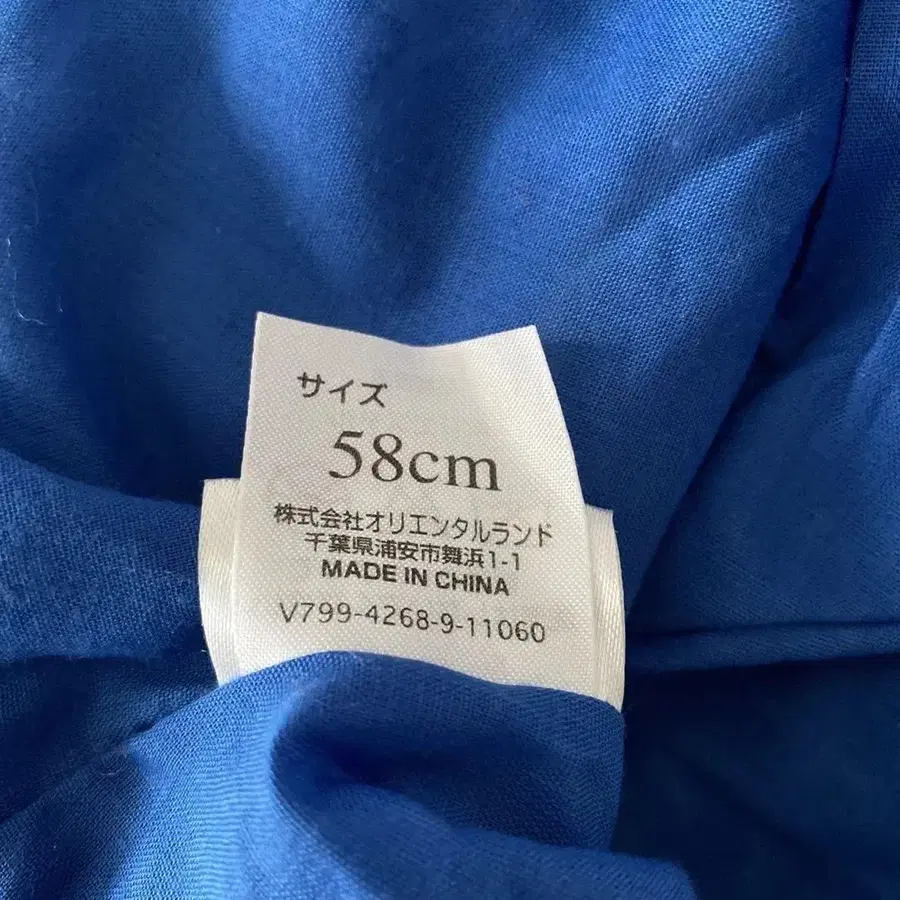 サイズ
58cm
株式会社オリエンタルランド
千葉県浦安市舞浜1-1
MADE IN CHINA
V799-4268-9-11060